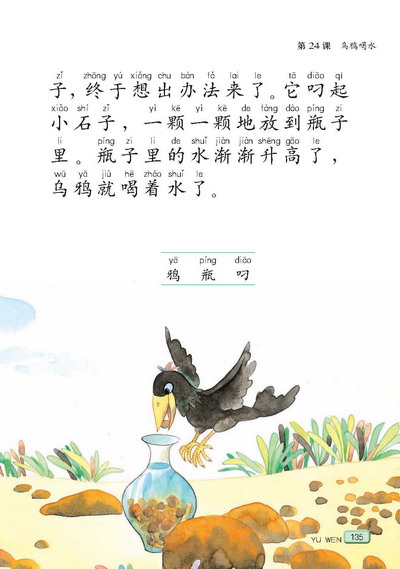 第24课 乌鸦喝水
zǐ zhōng yú xiǎng chu bàn fǎ lai le tā diāo qi
子，终于想出办法来了。它叼起
xiǎo shí zǐ yì kē yì kē de fàng dào píng zi
小石子，一颗一颗地放到瓶子
li píng zi li de shuǐ jiàn jiàn shēng gāo le
里。瓶子里的水渐渐升高了，
wū yā jiù hē zháo shuǐ le
乌鸦就喝着水了。
yā píng diāo
鸦 瓶 叼
YU WEN 135